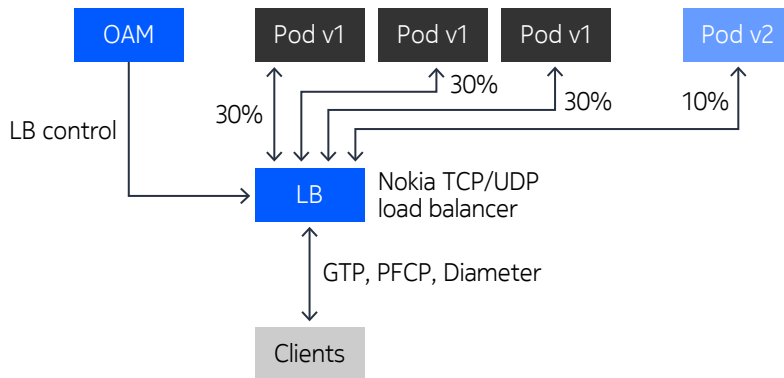 OAM
Pod v1
Pod v1
Pod v1
Pod v2
30%
30%
30%
10%
LB control
LB
Nokia TCP/UDP
load balancer
GTP, PFCP, Diameter
Clients